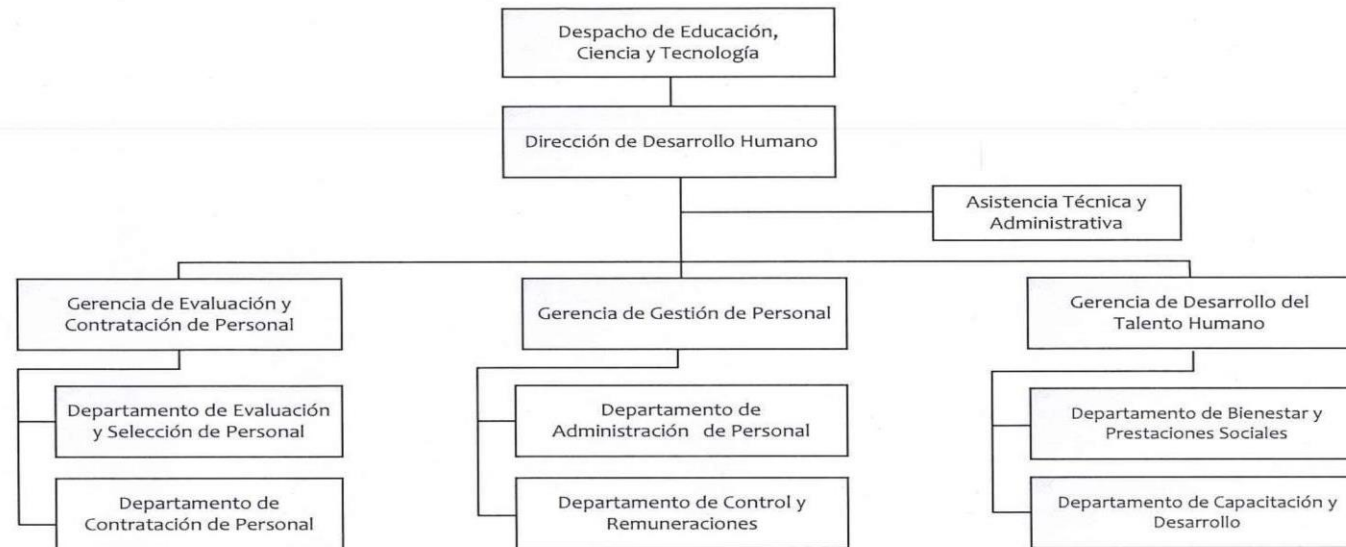 Despacho de Educación,
Ciencia y Tecnología
Dirección de Desarrollo Humano
Asistencia Técnica y
Administrativa
Gerencia de Evaluación y
Contratación de Personal
Gerencia de Gestión de Personal
Gerencia de Desarrollo del
Talento Humano
Departamento de Evaluación
y Selección de Personal
Departamento de
Administración de Personal
Departamento de Bienestar y
Prestaciones Sociales
Departamento de
Contratación de Personal
Departamento de Control y
Remuneraciones
Departamento de Capacitación y
Desarrollo